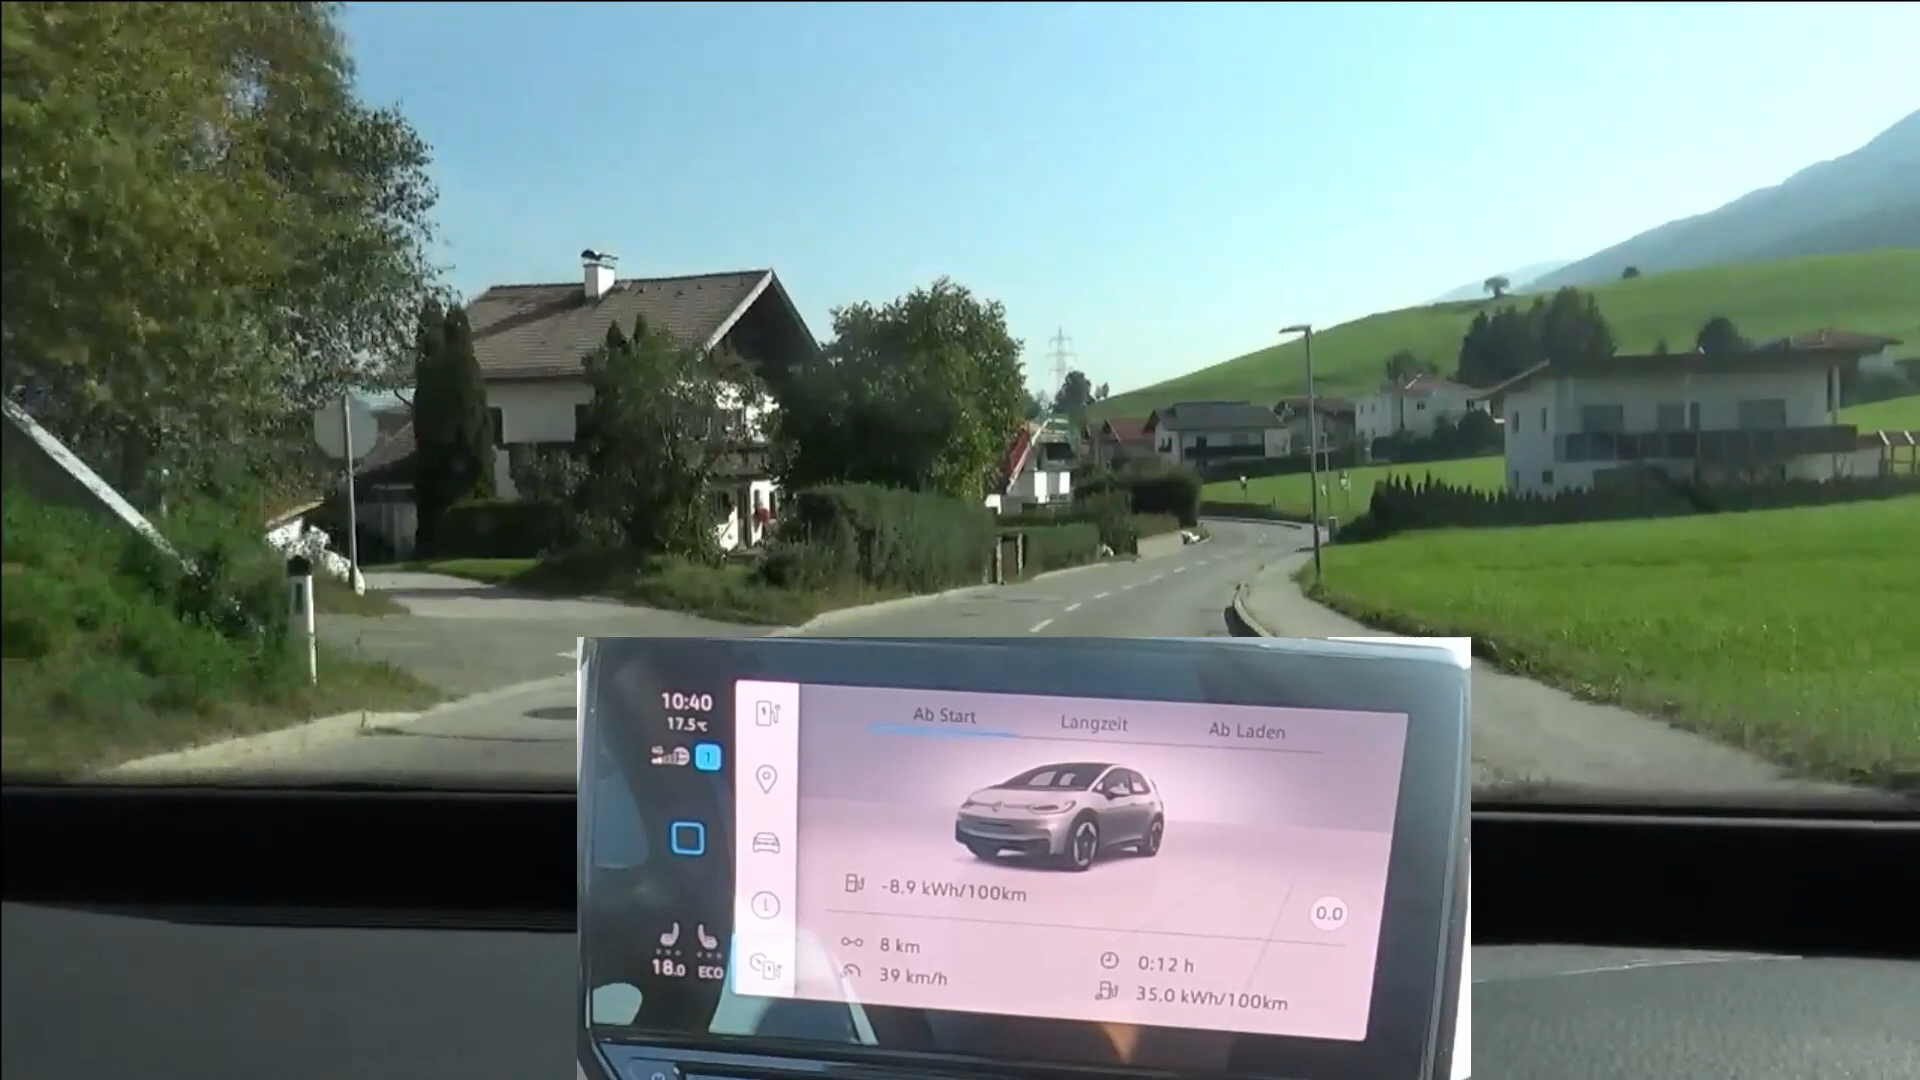 10:40
17.5℃
1
Ab Start
Langzeit
Ab Laden
-8.9 kWh/100km
0.0
8 km
0:12 h
39 km/h
35.0 kWh/100km
18.0 ECO